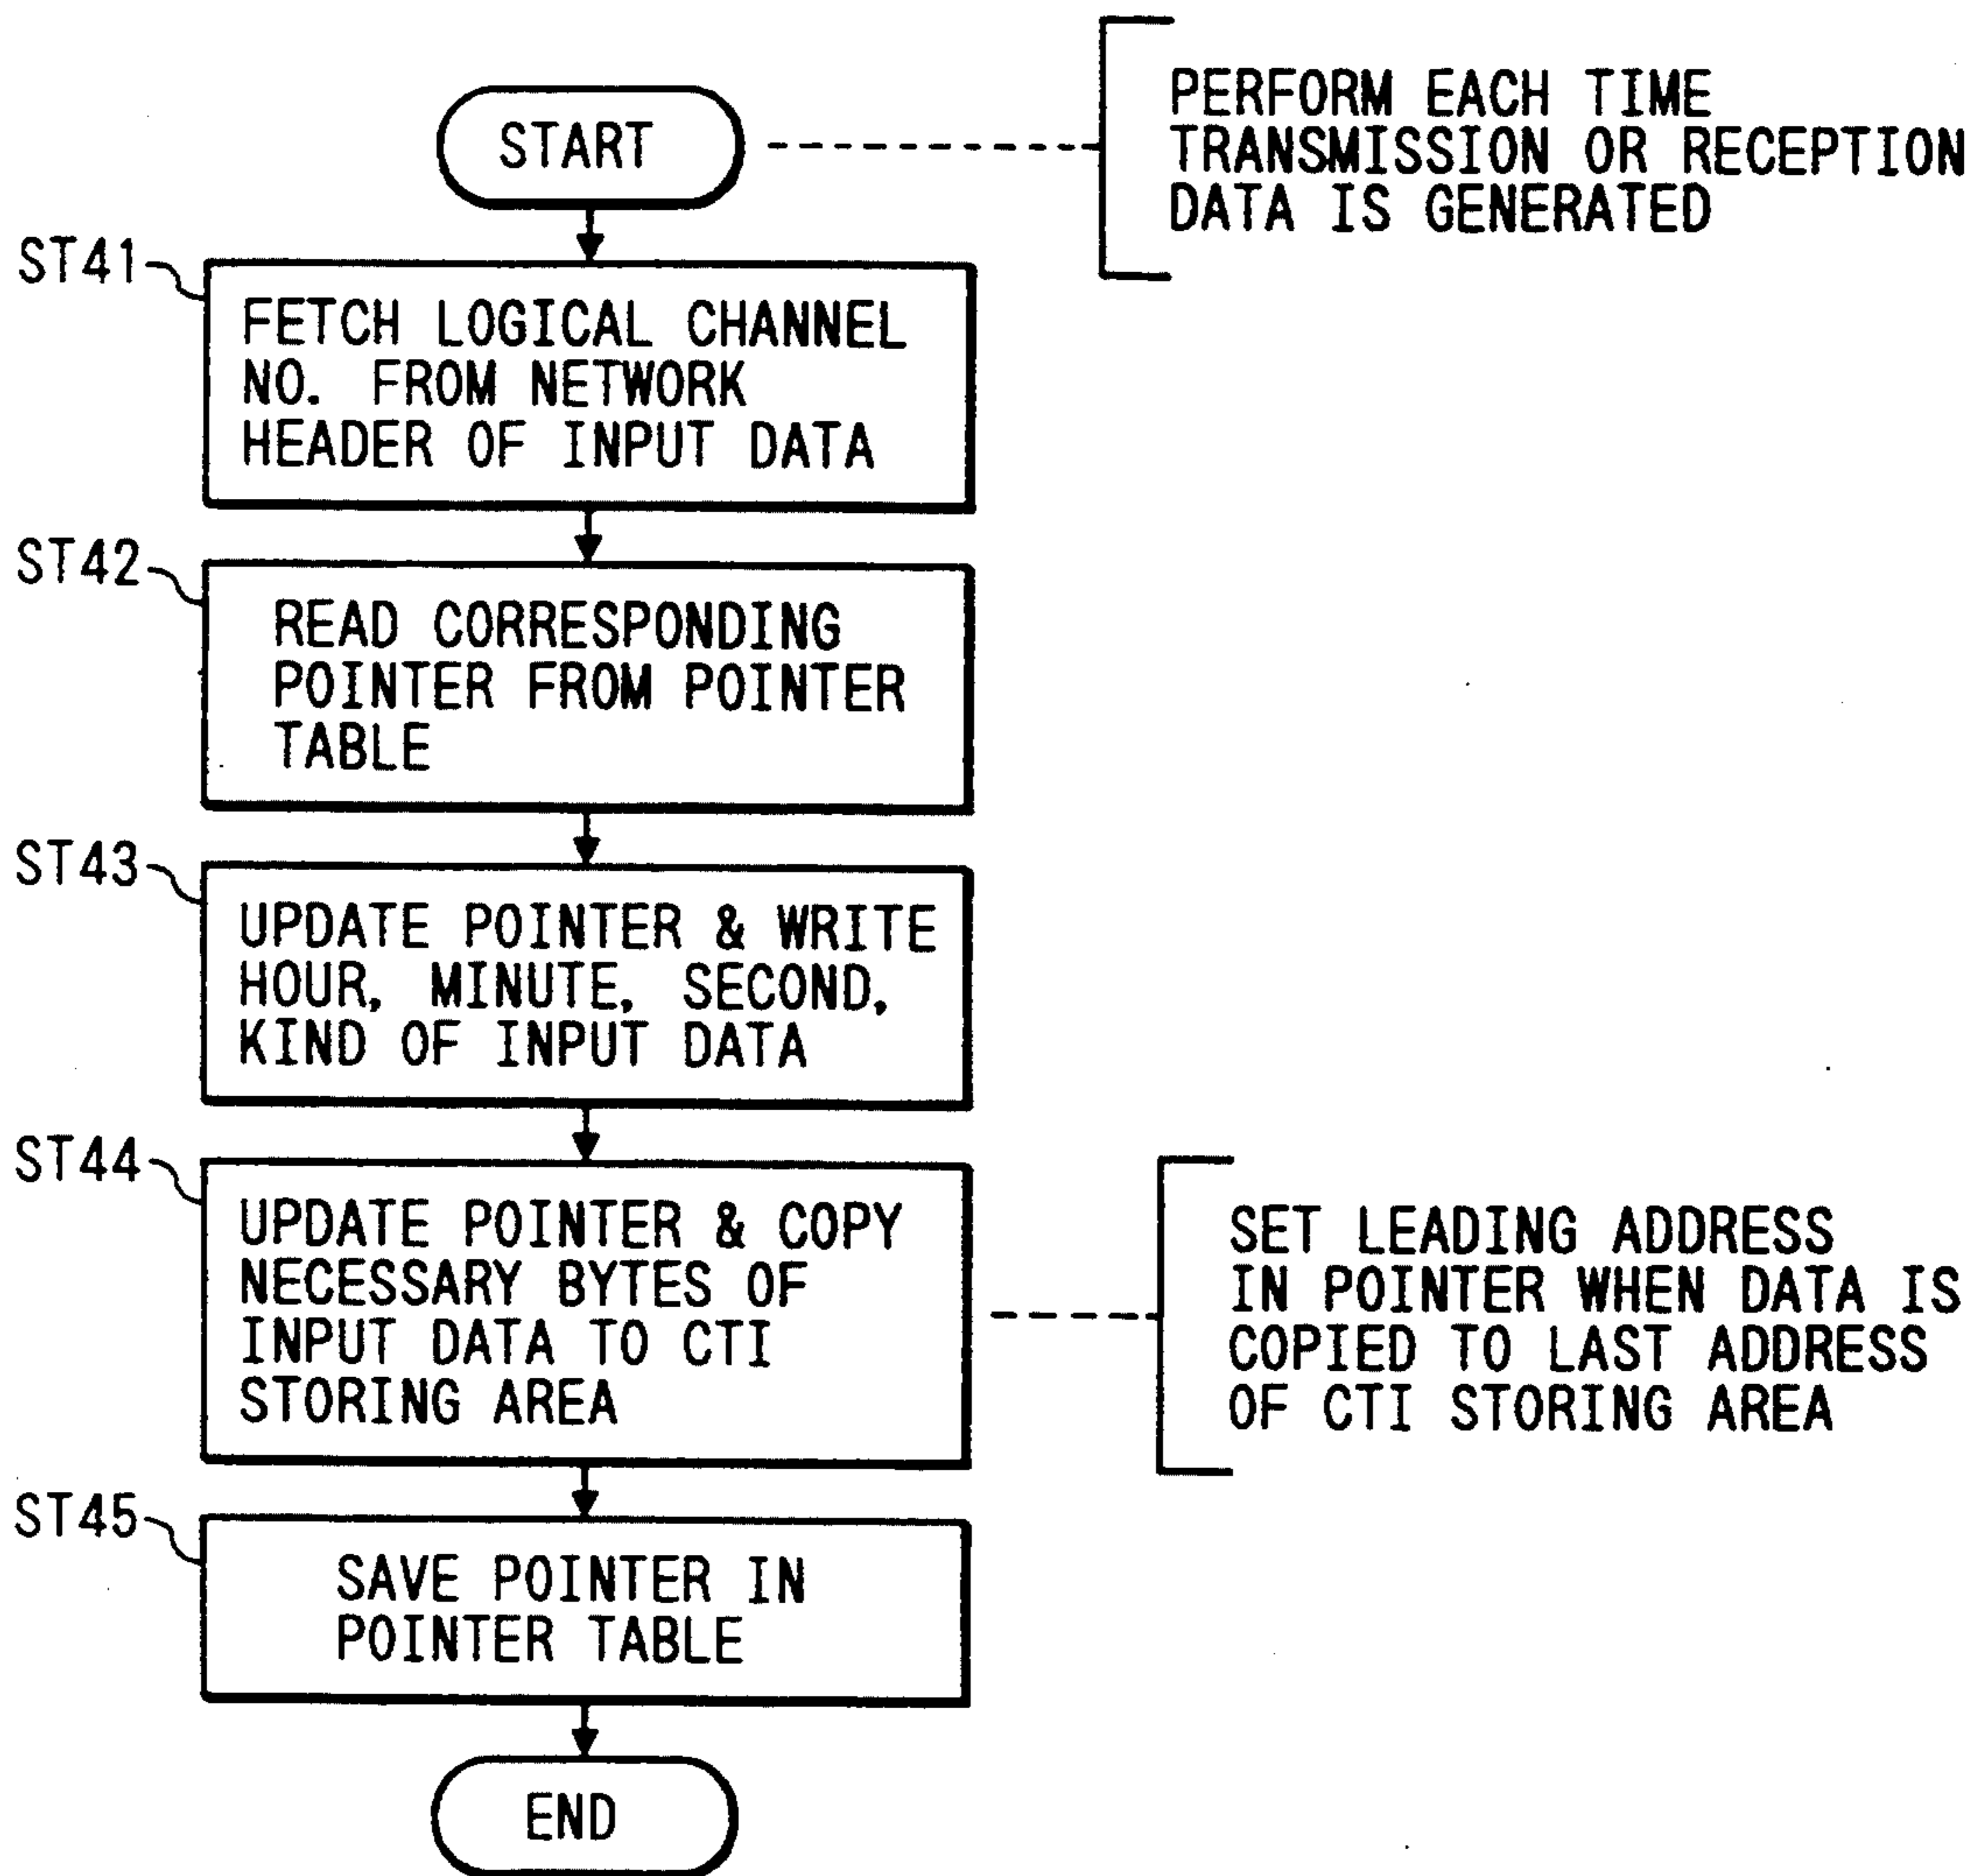 START
PERFORM EACH TIME
TRANSMISSION OR RECEPTION
DATA IS GENERATED
ST41
FETCH LOGICAL CHANNEL
NO. FROM NETWORK
HEADER OF INPUT DATA
ST42
READ CORRESPONDING
POINTER FROM POINTER
TABLE
ST43
UPDATE POINTER & WRITE
HOUR, MINUTE, SECOND,
KIND OF INPUT DATA
ST44
UPDATE POINTER & COPY
NECESSARY BYTES OF
INPUT DATA TO CTI
STORING AREA
SET LEADING ADDRESS
IN POINTER WHEN DATA IS
COPIED TO LAST ADDRESS
OF CTI STORING AREA
ST45
SAVE POINTER IN
POINTER TABLE
END